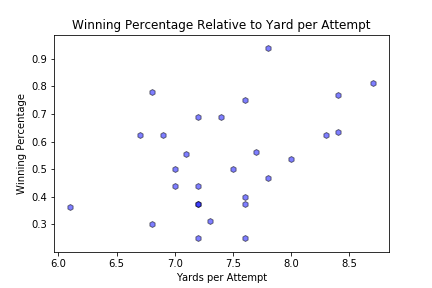 Winning Percentage Relative to Yard per Attempt
0.9
0.8
0.7
0.6
0.5
0.4
0.3
Winning Percentage
6.0 6.5 7.0 7.5 8.0 8.5
Yards per Attempt